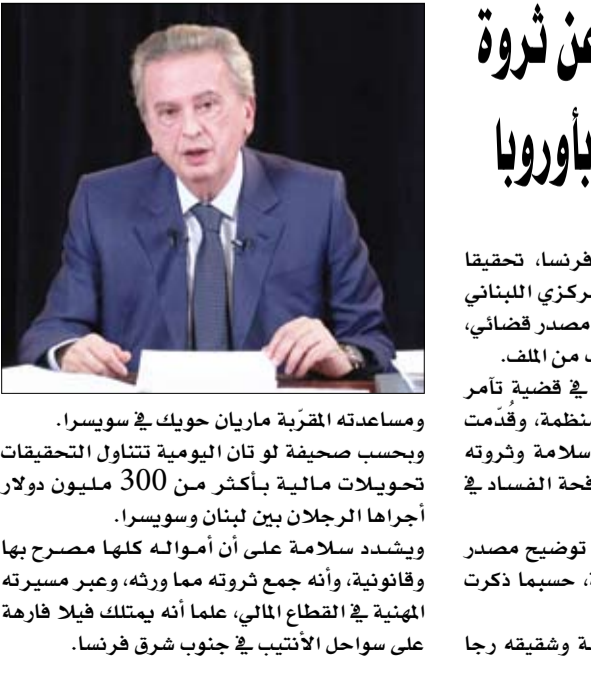 عن ثروة
بأوروبا
فرنسا، تحقيقا
مركزي اللبناني
مصدر قضائي،
من الملف.
في قضية تآمر
منظمة، وقُدّمت
سلامة وثروته
فحة الفساد في
توضيح مصدر
، حسبما ذكرت
ة وشقيقه رجا
ومساعدته المقرّبة ماريان حويك في سويسرا.
وبحسب صحيفة لو تان اليومية تتناول التحقيقات
تحويلات مالية بأكثر من 300 مليون دولار
أجراها الرجلان بين لبنان وسويسرا.
ويشدد سلامة على أن أمواله كلها مصرح بها
وقانونية، وأنه جمع ثروته مما ورثه، وعبر مسيرته
المهنية في القطاع المالي، علما أنه يمتلك فيلا فارهة
على سواحل الأنتيب في جنوب شرق فرنسا.